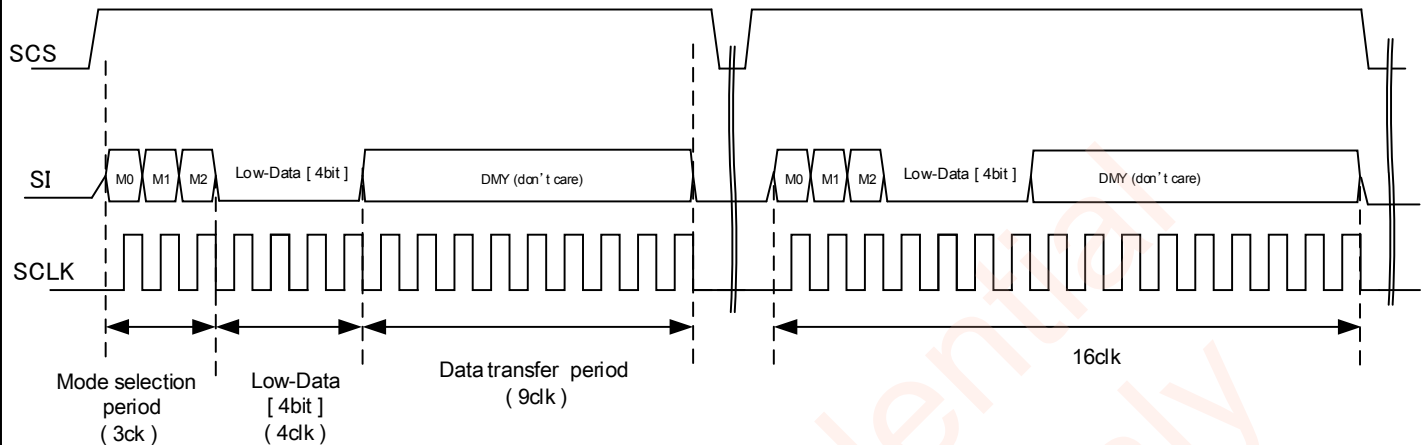 SCS
SI
M0 M1 M2 Low-Data [ 4bit ] DMY (don't care) M0 M1 M2 Low-Data [ 4bit ] DMY (don't care)
SCLK
Mode selection
period
( 3ck )
Low-Data
[ 4bit ]
( 4clk )
Data transfer period
( 9clk )
16clk